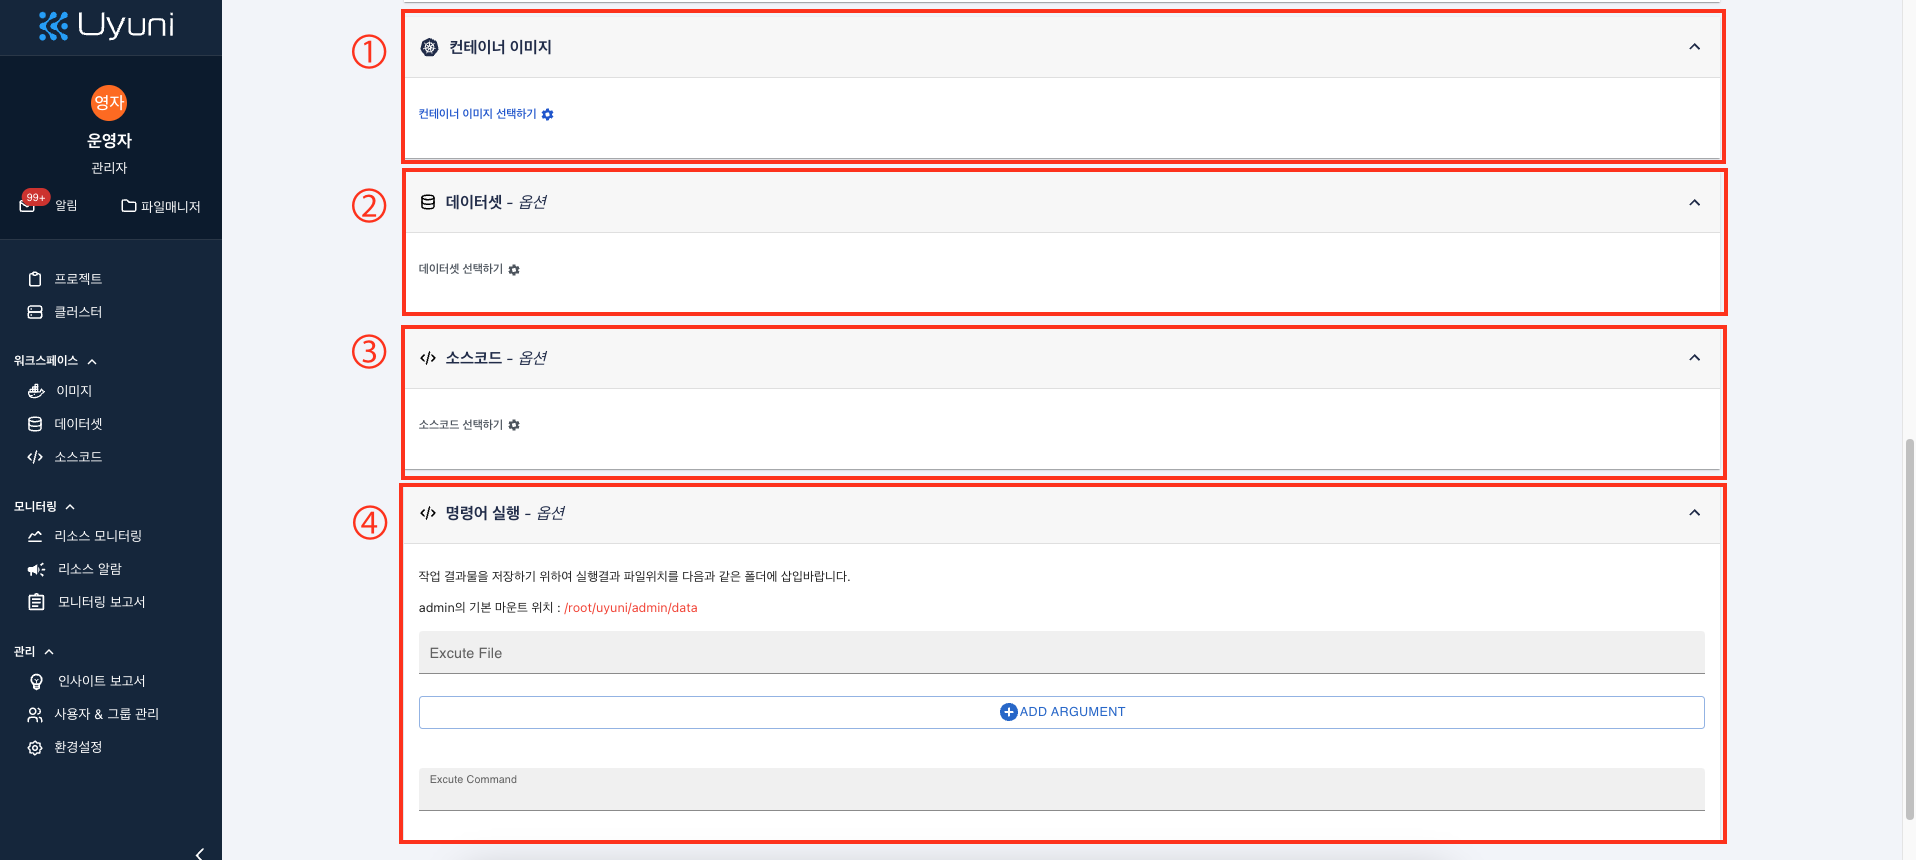 Uyuni
영자
운영자
관리자
99+ 알림 파일매니저
프로젝트
클러스터
워크스페이스
이미지
데이터셋
소스코드
모니터링
리소스 모니터링
리소스 알람
모니터링 보고서
관리
인사이트 보고서
사용자 & 그룹 관리
환경설정
① 컨테이너 이미지
컨테이너 이미지 선택하기
② 데이터셋 - 옵션
데이터셋 선택하기
③ 소스코드 - 옵션
소스코드 선택하기
④ 명령어 실행 - 옵션
작업 결과물을 저장하기 위하여 실행결과 파일위치를 다음과 같은 폴더에 삽입바랍니다.
admin의 기본 마운트 위치 : /root/uyuni/admin/data
Excute File
ADD ARGUMENT
Excute Command